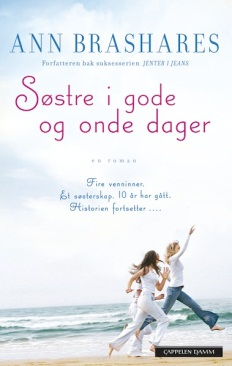 ANN BRASHARES
Forfatteren bak suksesserien JENTER I JEANS
Søstre i gode
og onde dager
en roman
Fire venninner.
Et søsterskap. 10 år har gått.
Historien fortsetter ....
CAPPELEN DAMM